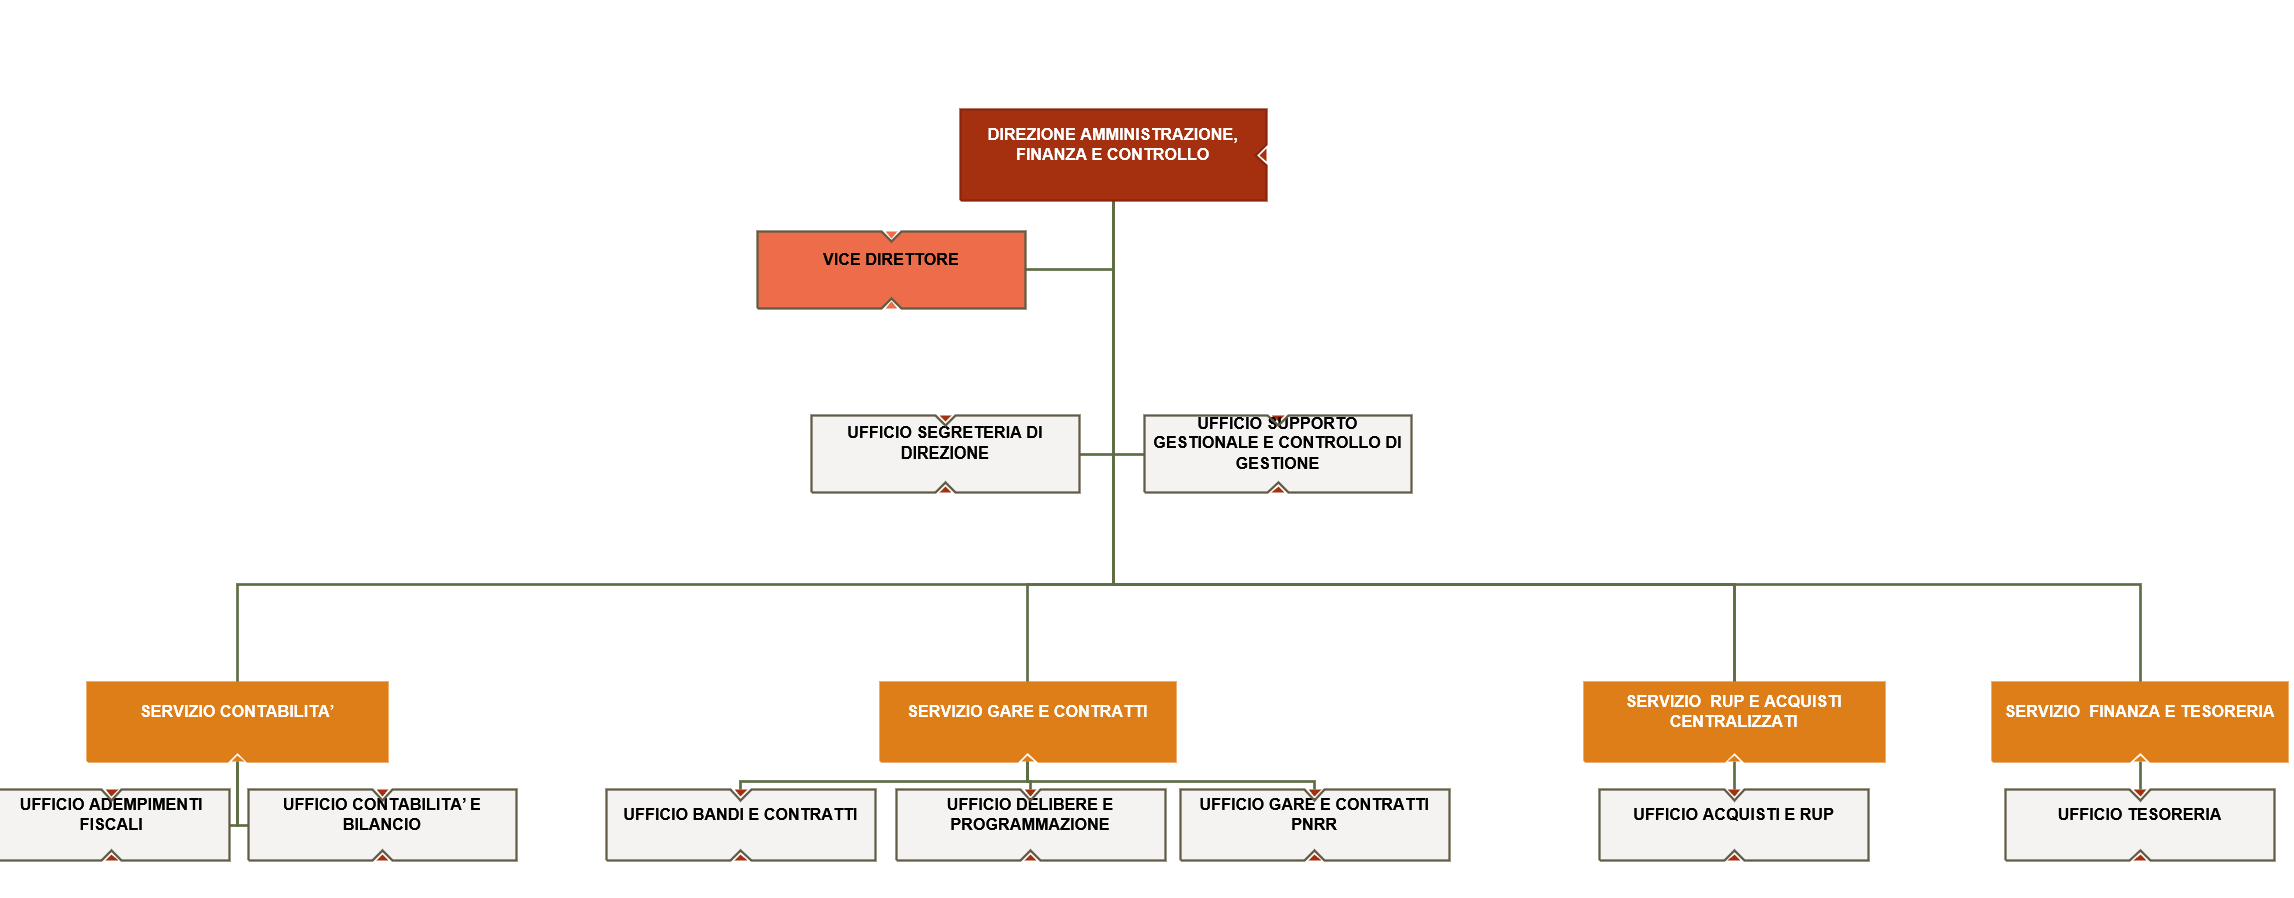 DIREZIONE AMMINISTRAZIONE,
FINANZA E CONTROLLO
VICE DIRETTORE
UFFICIO SEGRETERIA DI
DIREZIONE
UFFICIO SUPPORTO
GESTIONALE E CONTROLLO DI
GESTIONE
SERVIZIO CONTABILITA’
SERVIZIO GARE E CONTRATTI
SERVIZIO  RUP E ACQUISTI
CENTRALIZZATI
SERVIZIO  FINANZA E TESORERIA
UFFICIO ADEMPIMENTI
FISCALI
UFFICIO CONTABILITA’ E
BILANCIO
UFFICIO BANDI E CONTRATTI
UFFICIO DELIBERE E
PROGRAMMAZIONE
UFFICIO GARE E CONTRATTI
PNRR
UFFICIO ACQUISTI E RUP
UFFICIO TESORERIA